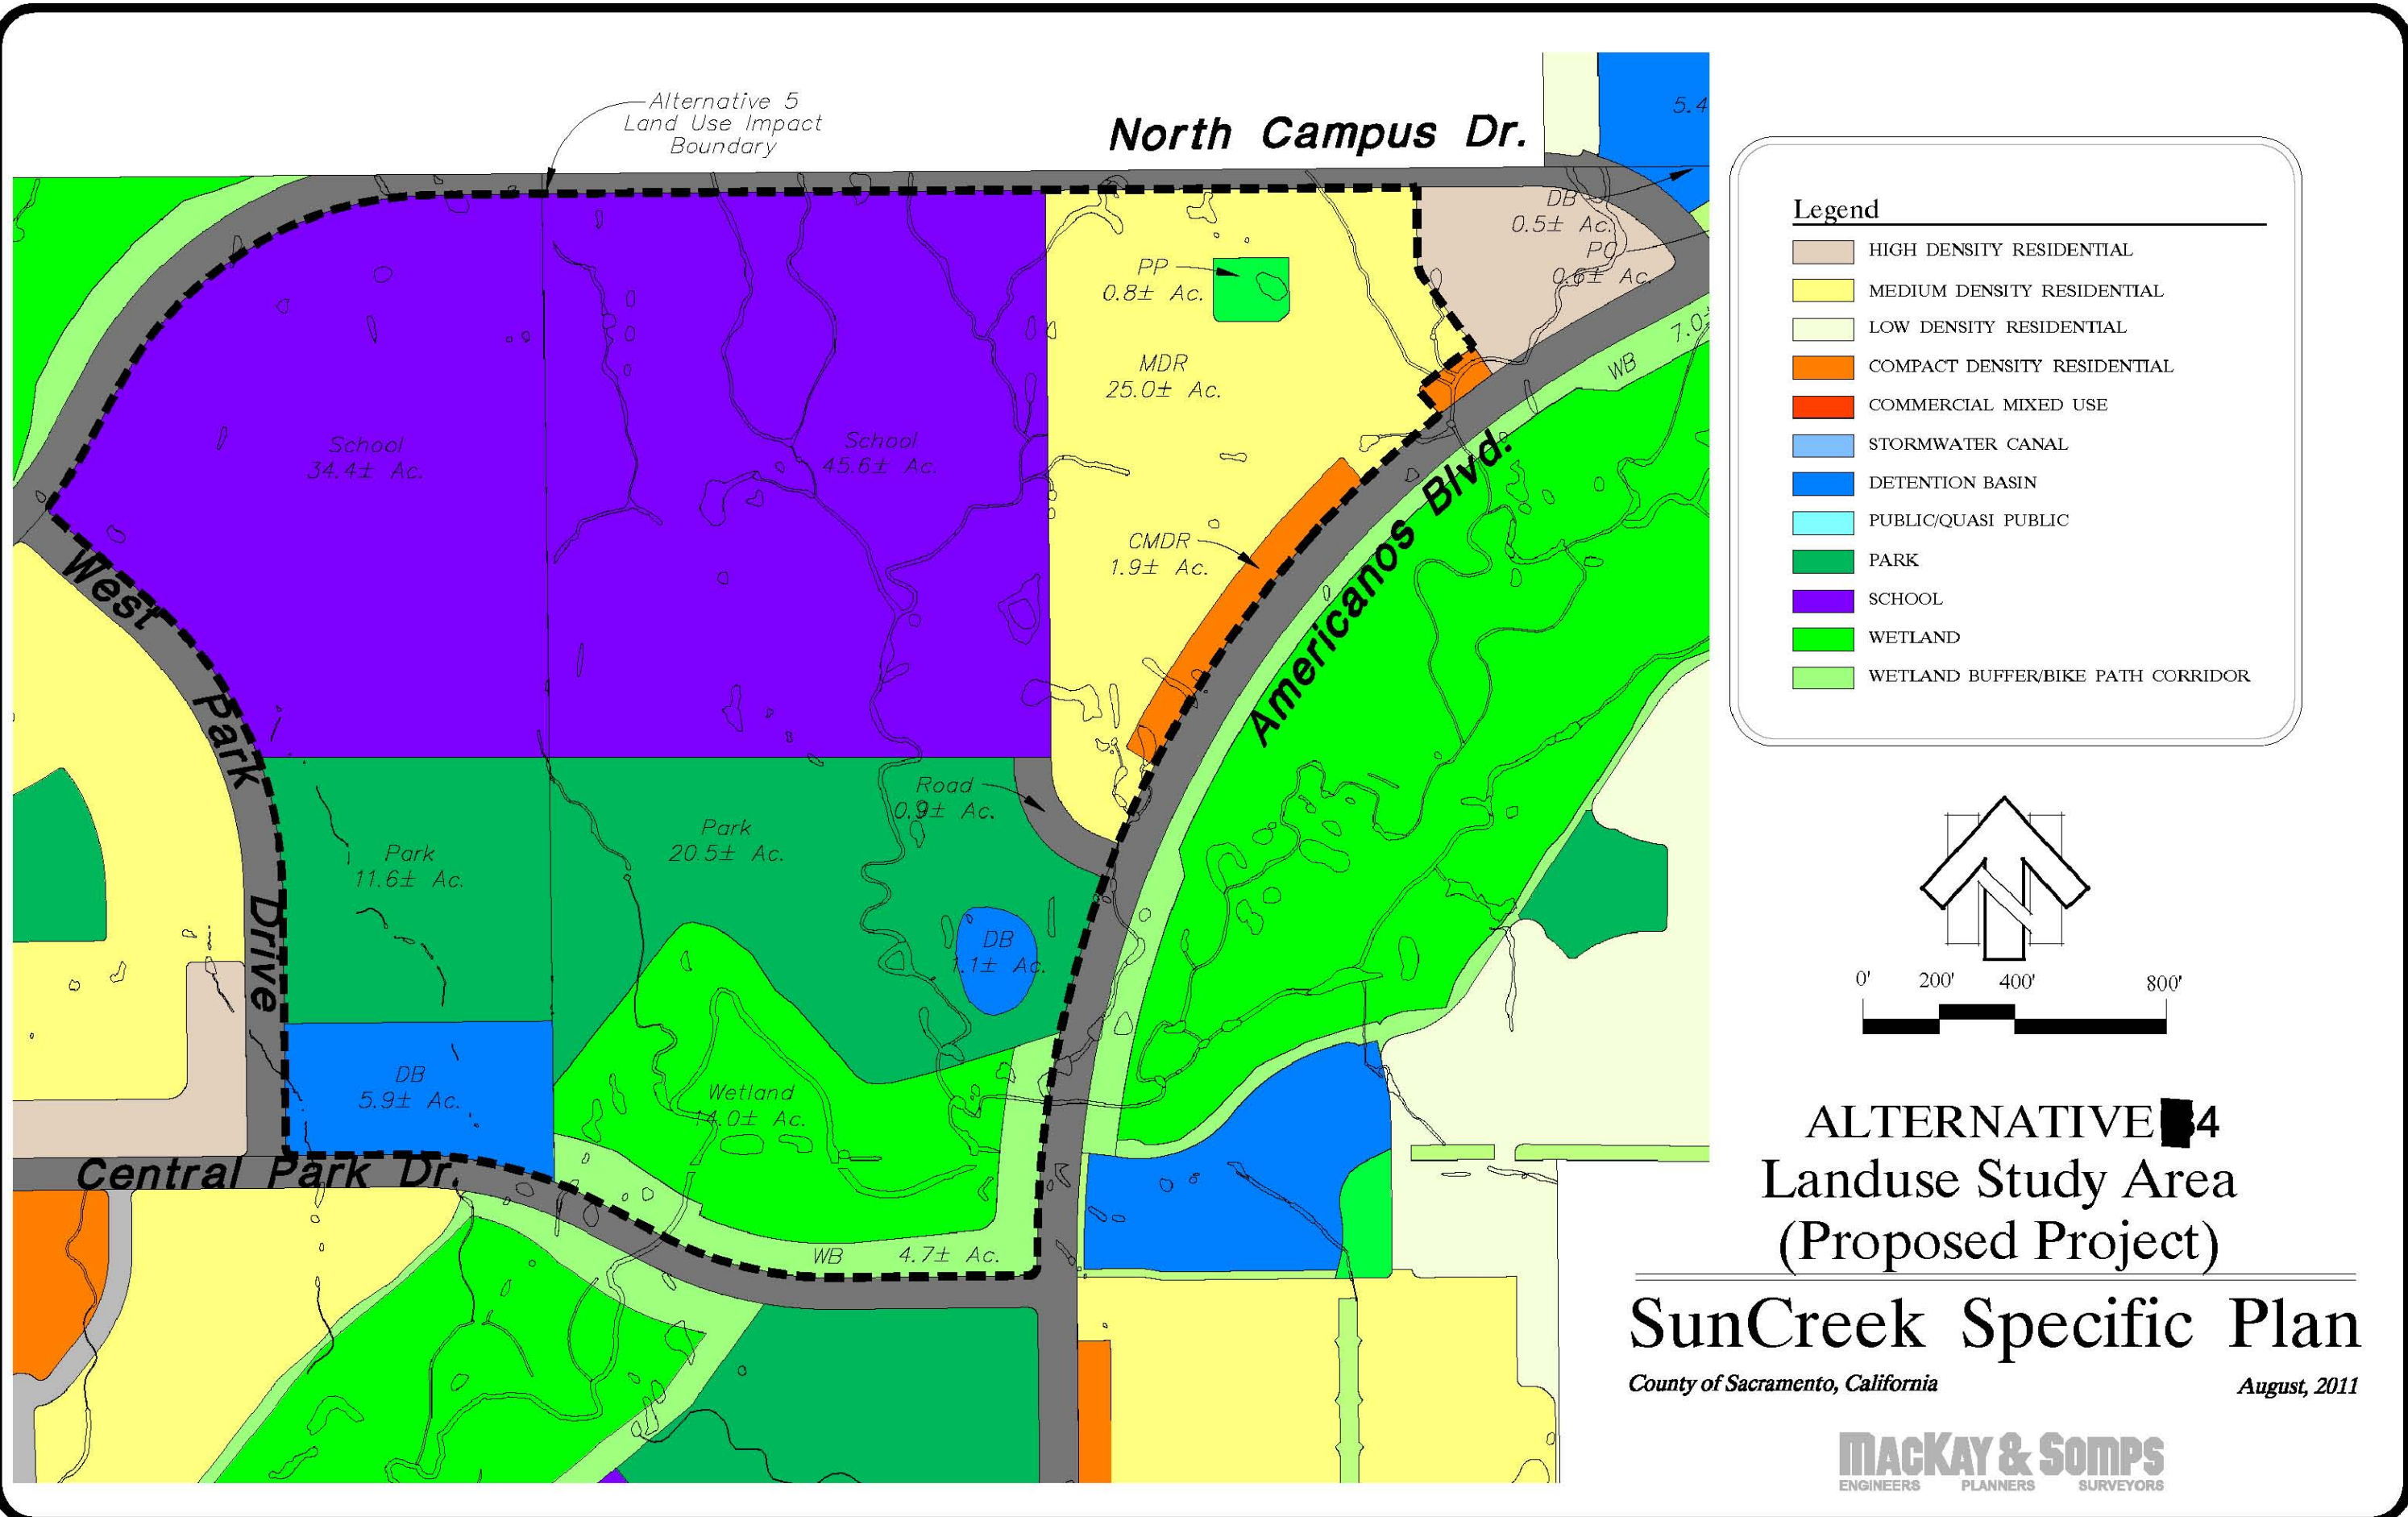 Alternative 5
Land Use Impact
Boundary
North Campus Dr.
5.4
DB
0.5± Ac.
PQ
0.6± Ac.
PP
0.8± Ac.
MDR
25.0± Ac.
WB
7.0±
School
34.4± Ac.
School
45.6± Ac.
CMDR
1.9± Ac.
Americanos Blvd.
West Park Drive
Road
0.9± Ac.
Park
20.5± Ac.
Park
11.6± Ac.
DB
1.1± Ac.
DB
5.9± Ac.
Wetland
14.0± Ac.
Central Park Dr.
WB 4.7± Ac.
Legend
HIGH DENSITY RESIDENTIAL
MEDIUM DENSITY RESIDENTIAL
LOW DENSITY RESIDENTIAL
COMPACT DENSITY RESIDENTIAL
COMMERCIAL MIXED USE
STORMWATER CANAL
DETENTION BASIN
PUBLIC/QUASI PUBLIC
PARK
SCHOOL
WETLAND
WETLAND BUFFER/BIKE PATH CORRIDOR
N
0' 200' 400' 800'
ALTERNATIVE 4
Landuse Study Area
(Proposed Project)
SunCreek Specific Plan
County of Sacramento, California August, 2011
MACKAY & SOMPS
ENGINEERS PLANNERS SURVEYORS